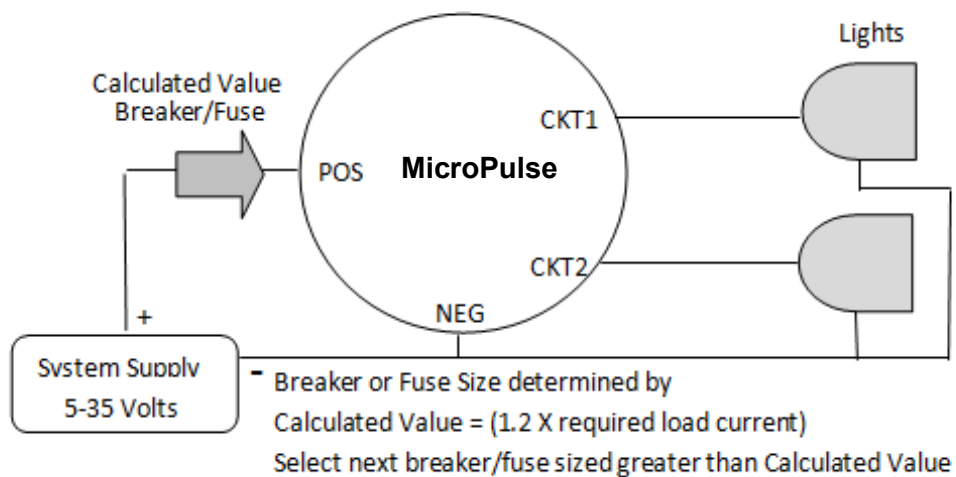 Lights
Calculated Value
Breaker/Fuse
CKT1
POS
MicroPulse
CKT2
NEG
+
System Supply
5-35 Volts
-
Breaker or Fuse Size determined by
Calculated Value = (1.2 X required load current)
Select next breaker/fuse sized greater than Calculated Value